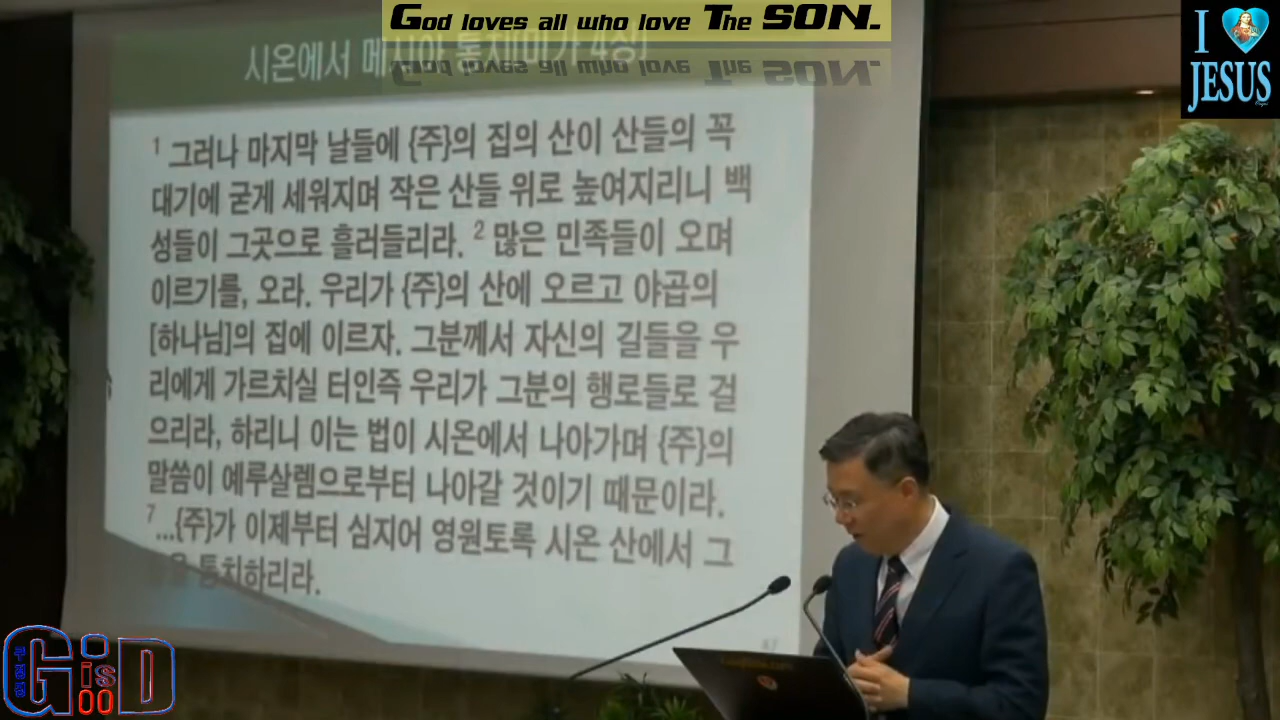 God loves all who love The SON.
I
JESUS
시온에서 메시아 통치(미가 4장)
1 그러나 마지막 날들에 {주}의 집의 산이 산들의 꼭
대기에 굳게 세워지며 작은 산들 위로 높여지리니 백
성들이 그곳으로 흘러들리라. 2 많은 민족들이 오며
이르기를, 오라. 우리가 {주}의 산에 오르고 야곱의
[하나님]의 집에 이르자. 그분께서 자신의 길들을 우
리에게 가르치실 터인즉 우리가 그분의 행로들로 걸
으리라, 하리니 이는 법이 시온에서 나아가며 {주}의
말씀이 예루살렘으로부터 나아갈 것이기 때문이라.
7 ...{주}가 이제부터 심지어 영원토록 시온 산에서 그
통치하리라.
GOD
is